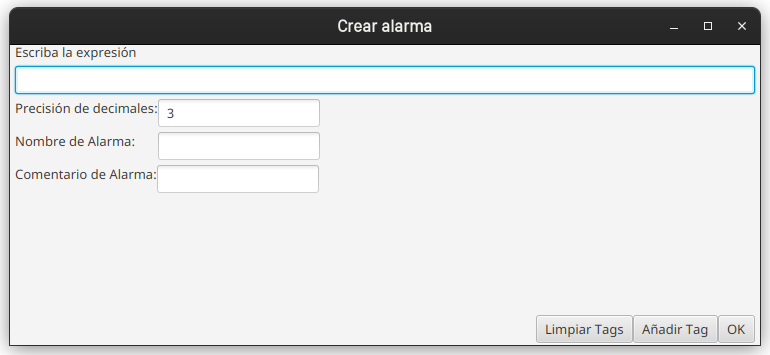 Crear alarma
Escriba la expresión
Precisión de decimales: 3
Nombre de Alarma:
Comentario de Alarma:
Limpiar Tags Añadir Tag OK